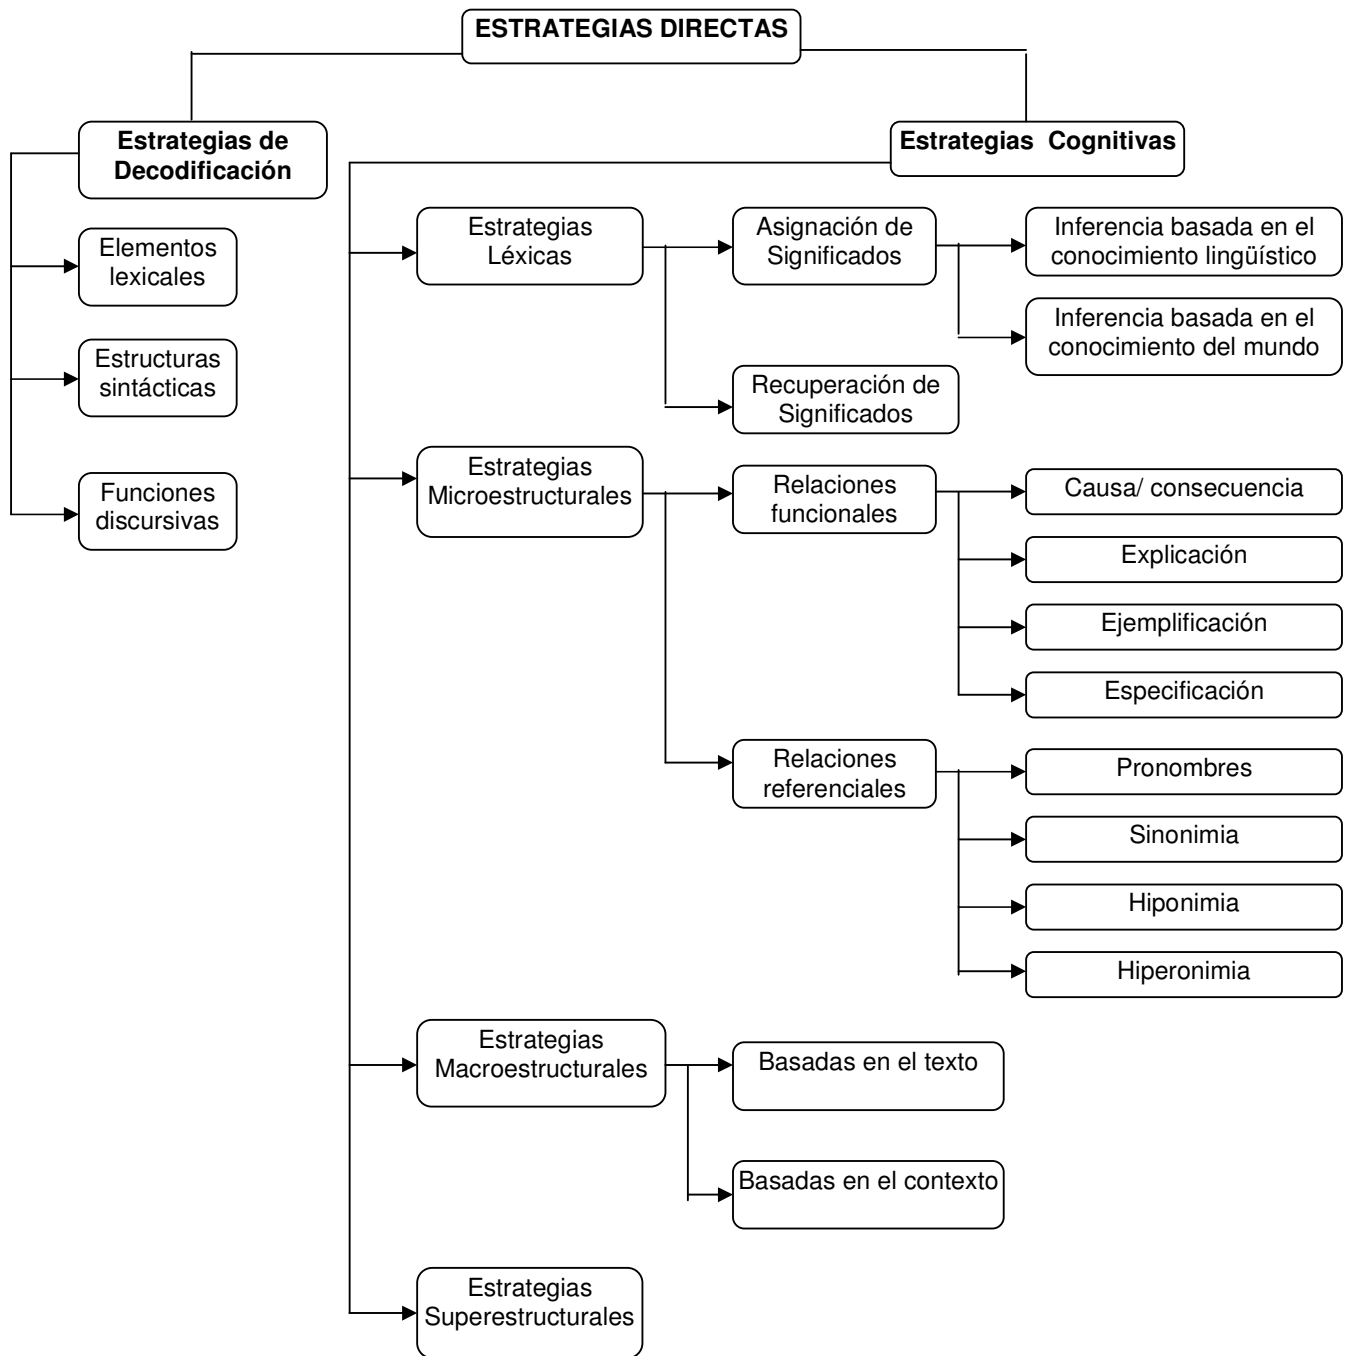 ESTRATEGIAS DIRECTAS
Estrategias de
Decodificación
Estrategias Cognitivas
Elementos
lexicales
Estructuras
sintácticas
Funciones
discursivas
Estrategias
Léxicas
Asignación de
Significados
Inferencia basada en el
conocimiento lingüístico
Inferencia basada en el
conocimiento del mundo
Recuperación de
Significados
Estrategias
Microestructurales
Relaciones
funcionales
Causa/ consecuencia
Explicación
Ejemplificación
Especificación
Relaciones
referenciales
Pronombres
Sinonimia
Hiponimia
Hiperonimia
Estrategias
Macroestructurales
Basadas en el texto
Basadas en el contexto
Estrategias
Superestructurales